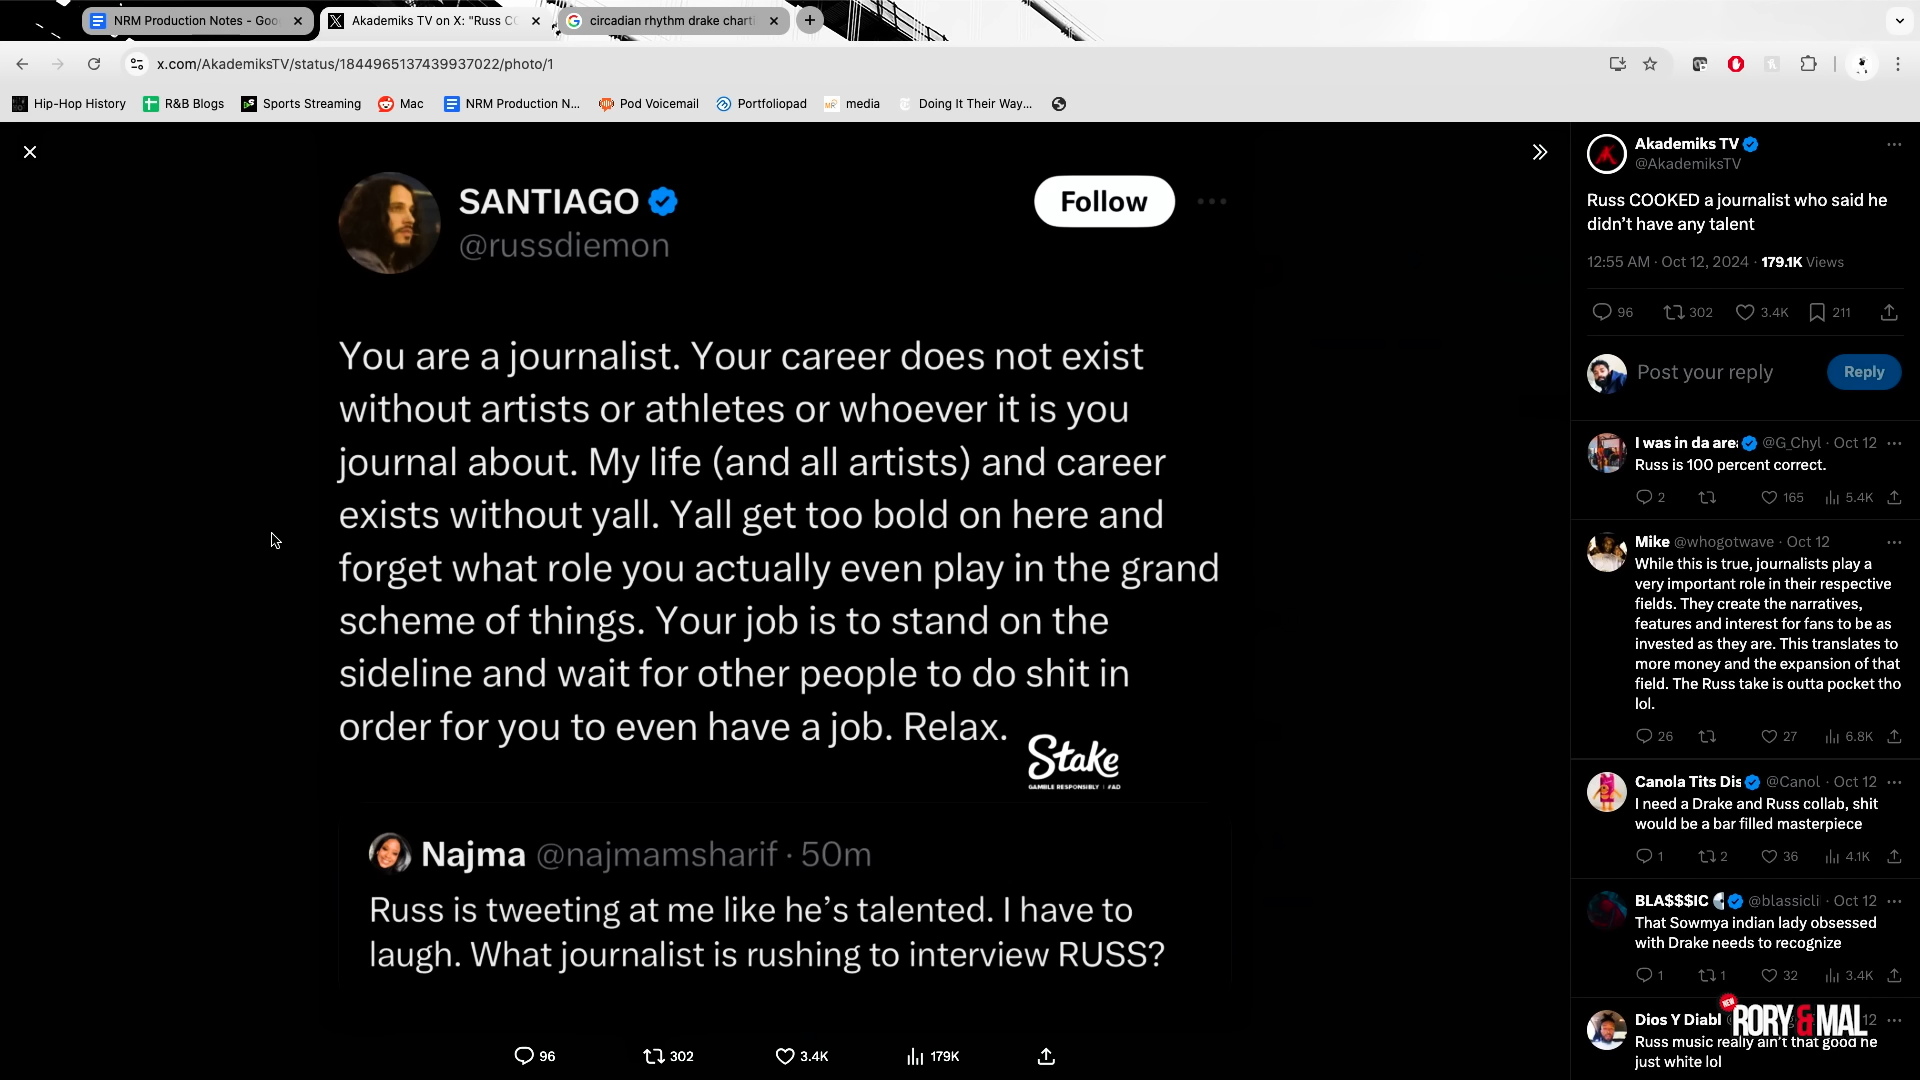 NRM Production Notes - Goo
Akademiks TV on X: "Russ CO
circadian rhythm drake charti
x.com/AkademiksTV/status/1844965137439937022/photo/1
Hip-Hop History
R&B Blogs
Sports Streaming
Mac
NRM Production N...
Pod Voicemail
Portfoliopad
media
Doing It Their Way...
SANTIAGO
@russdiemon
Follow
You are a journalist. Your career does not exist
without artists or athletes or whoever it is you
journal about. My life (and all artists) and career
exists without yall. Yall get too bold on here and
forget what role you actually even play in the grand
scheme of things. Your job is to stand on the
sideline and wait for other people to do shit in
order for you to even have a job. Relax.
Stake
GAMBLE RESPONSIBLY | #AD
Najma @najmamsharif · 50m
Russ is tweeting at me like he's talented. I have to
laugh. What journalist is rushing to interview RUSS?
96 302 3.4K 179K
Akademiks TV
@AkademiksTV
Russ COOKED a journalist who said he
didn't have any talent
12:55 AM · Oct 12, 2024 · 179.1K Views
96 302 3.4K 211
Post your reply
Reply
I was in da area @G_Chyl · Oct 12
Russ is 100 percent correct.
2 165 5.4K
Mike @whogotwave · Oct 12
While this is true, journalists play a
very important role in their respective
fields. They create the narratives,
features and interest for fans to be as
invested as they are. This translates to
more money and the expansion of that
field. The Russ take is outta pocket tho
lol.
26 27 6.8K
Canola Tits Dis @Canol · Oct 12
I need a Drake and Russ collab, shit
would be a bar filled masterpiece
1 2 36 4.1K
BLA$$$IC @blassicli · Oct 12
That Sowmya indian lady obsessed
with Drake needs to recognize
1 1 32 3.4K
Dios Y Diabl 12
NEW
RORY & MAL
Russ music really ain't that good he
just white lol